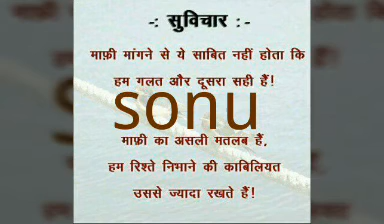 -: सुविचार :-
माफ़ी मांगने से ये साबित नहीं होता कि
हम गलत और दूसरा सही हैं!
sonu
माफ़ी का असली मतलब हैं,
हम रिश्ते निभाने की काबिलियत
उससे ज्यादा रखते हैं!